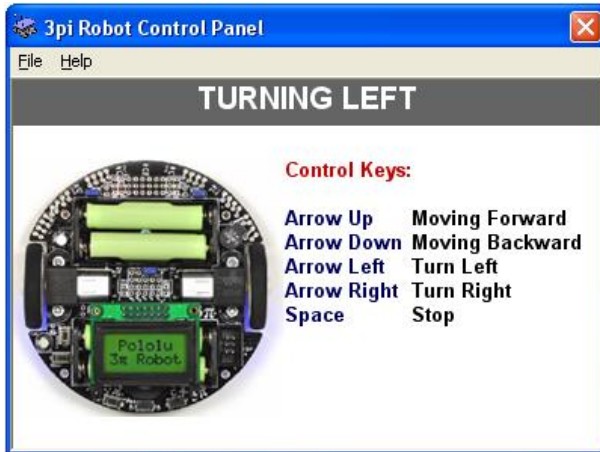 3pi Robot Control Panel
File Help
TURNING LEFT
Control Keys:
Arrow Up Moving Forward
Arrow Down Moving Backward
Arrow Left Turn Left
Arrow Right Turn Right
Space Stop
Pololu
3π Robot